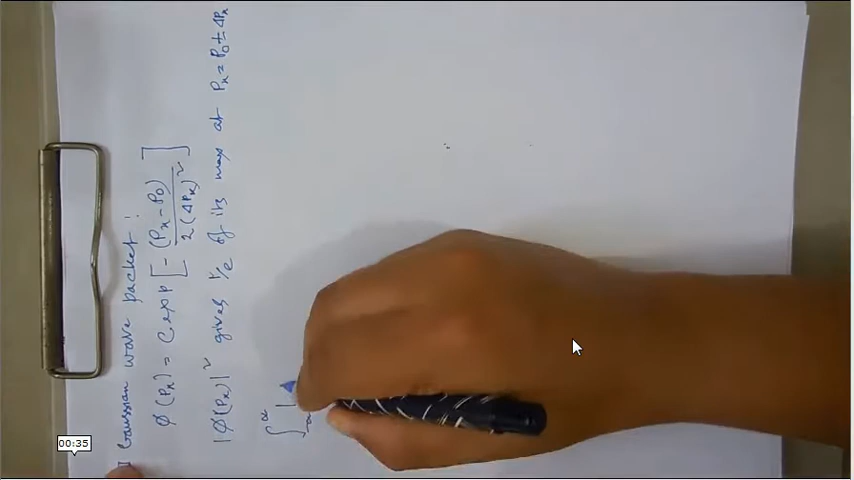 Gaussian wave packet :
φ(Px) = C exp [ - (Px - P0) / 2 (ΔPx)² ]
|φ(Px)|² gives 1/e of its max at Px = P0 ± ΔPx
∫ |
00:35